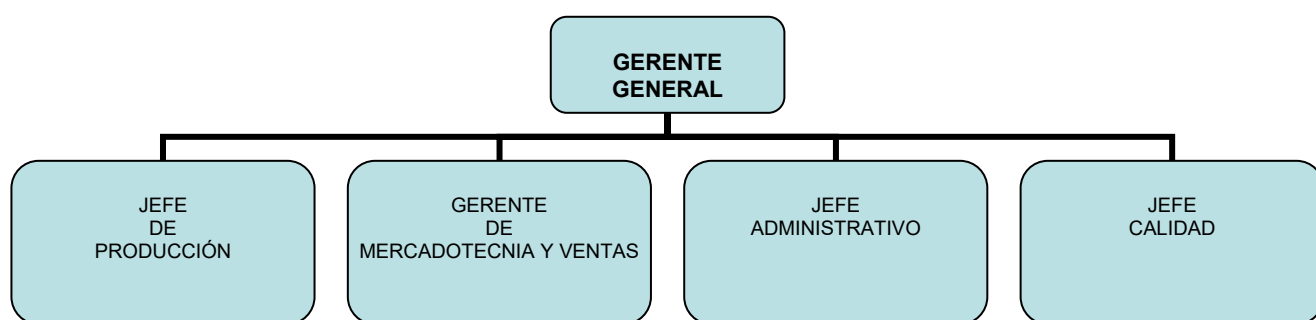 GERENTE
GENERAL
JEFE
DE
PRODUCCIÓN
GERENTE
DE
MERCADOTECNIA Y VENTAS
JEFE
ADMINISTRATIVO
JEFE
CALIDAD